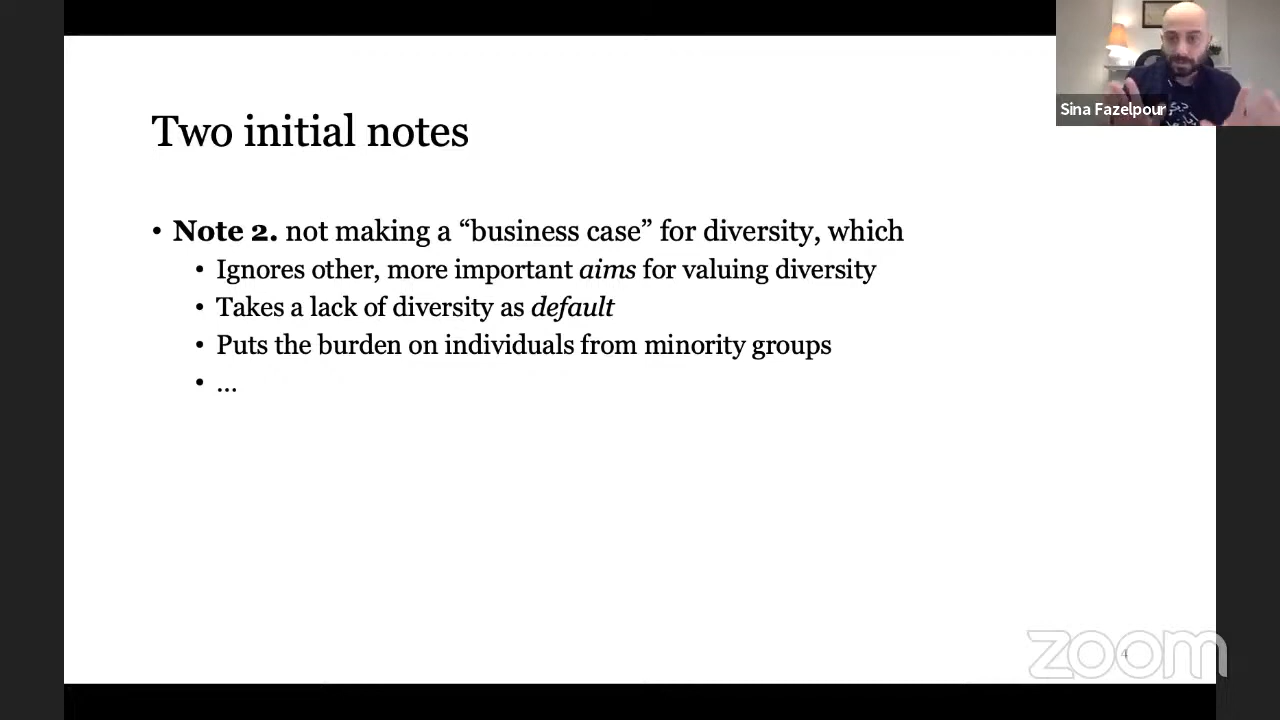 Two initial notes
• Note 2. not making a “business case” for diversity, which
• Ignores other, more important aims for valuing diversity
• Takes a lack of diversity as default
• Puts the burden on individuals from minority groups
• ...
Sina Fazelpour
4
zoom